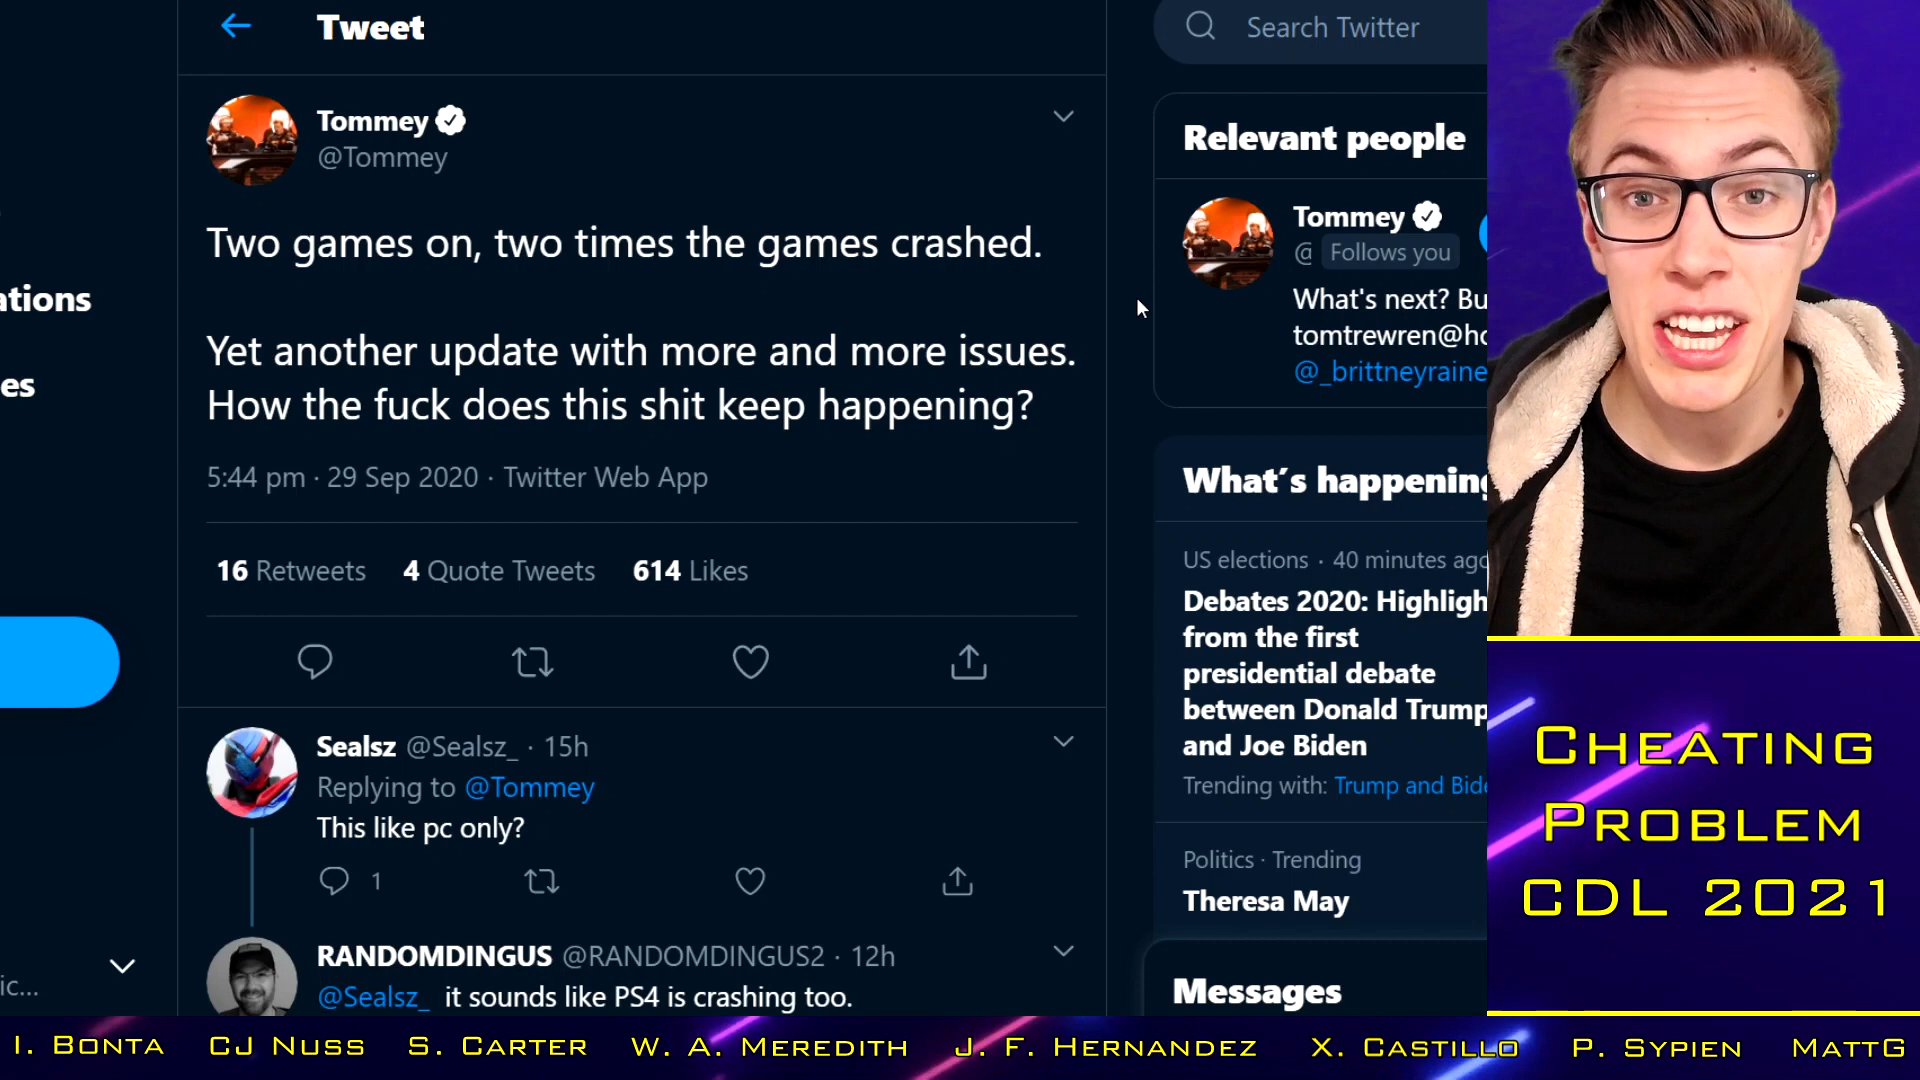 Tweet
Search Twitter
Tommey
@Tommey
Two games on, two times the games crashed.
Yet another update with more and more issues.
How the fuck does this shit keep happening?
5:44 pm · 29 Sep 2020 · Twitter Web App
16 Retweets 4 Quote Tweets 614 Likes
Sealsz @Sealsz_ · 15h
Replying to @Tommey
This like pc only?
1
RANDOMDINGUS @RANDOMDINGUS2 · 12h
@Sealsz_ it sounds like PS4 is crashing too.
ations
es
ic...
Relevant people
Tommey
@ Follows you
What's next? Bu
tomtrewren@ho
@_brittneyraine
What's happening
US elections · 40 minutes ago
Debates 2020: Highligh
from the first
presidential debate
between Donald Trump
and Joe Biden
Trending with: Trump and Bide
Politics · Trending
Theresa May
Messages
CHEATING
PROBLEM
CDL 2021
I. BONTA CJ NUSS S. CARTER W. A. MEREDITH J. F. HERNANDEZ X. CASTILLO P. SYPIEN MATTG